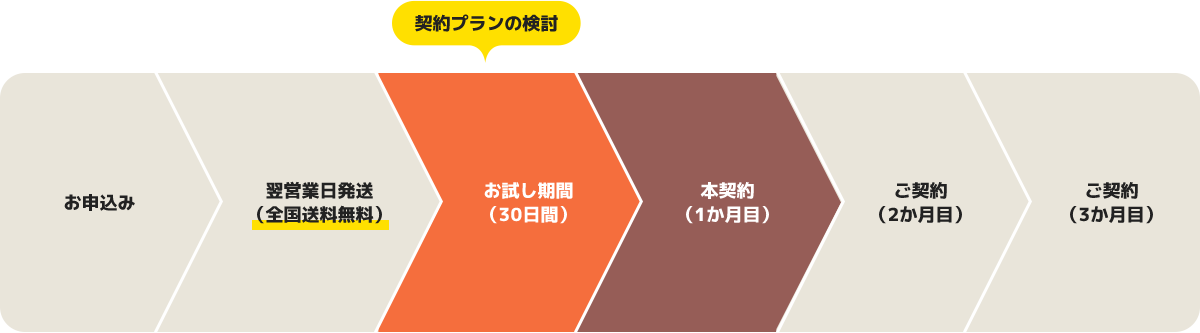 契約プランの検討
お申込み
翌営業日発送
（全国送料無料）
お試し期間
（30日間）
本契約
（1か月目）
ご契約
（2か月目）
ご契約
（3か月目）